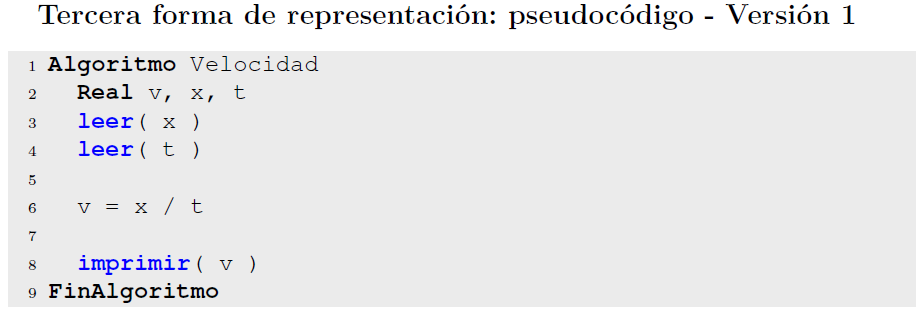 Tercera forma de representación: pseudocódigo - Versión 1
1 Algoritmo Velocidad
2 Real v, x, t
3 leer( x )
4 leer( t )
5
6 v = x / t
7
8 imprimir( v )
9 FinAlgoritmo